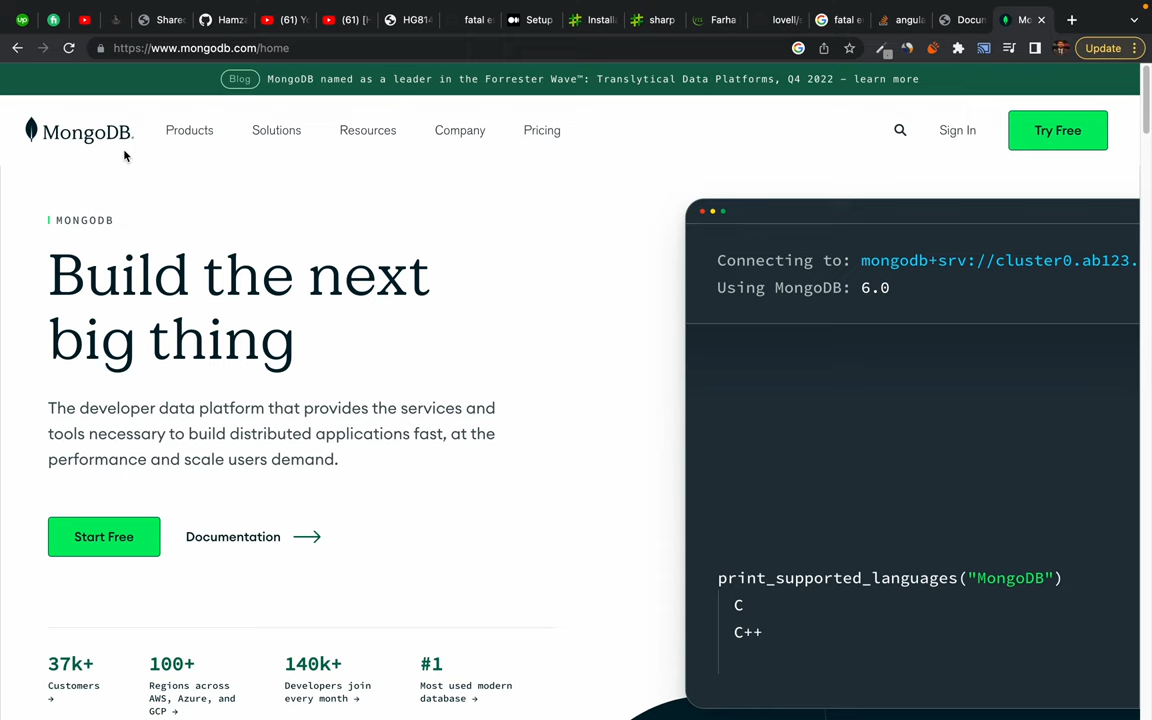 Share
Hamza
(61) Yo
(61) [H
HG814
fatal e
Setup
Installa
sharp
Farha
lovell/s
fatal e
angula
Docum
Mo
https://www.mongodb.com/home
Update
Blog MongoDB named as a leader in the Forrester Wave™: Translytical Data Platforms, Q4 2022 – learn more
MongoDB.
Products
Solutions
Resources
Company
Pricing
Sign In
Try Free
MONGODB
Build the next
big thing
The developer data platform that provides the services and
tools necessary to build distributed applications fast, at the
performance and scale users demand.
Start Free
Documentation
37k+
Customers
→
100+
Regions across
AWS, Azure, and
GCP →
140k+
Developers join
every month →
#1
Most used modern
database →
Connecting to: mongodb+srv://cluster0.ab123.
Using MongoDB: 6.0
print_supported_languages("MongoDB")
C
C++